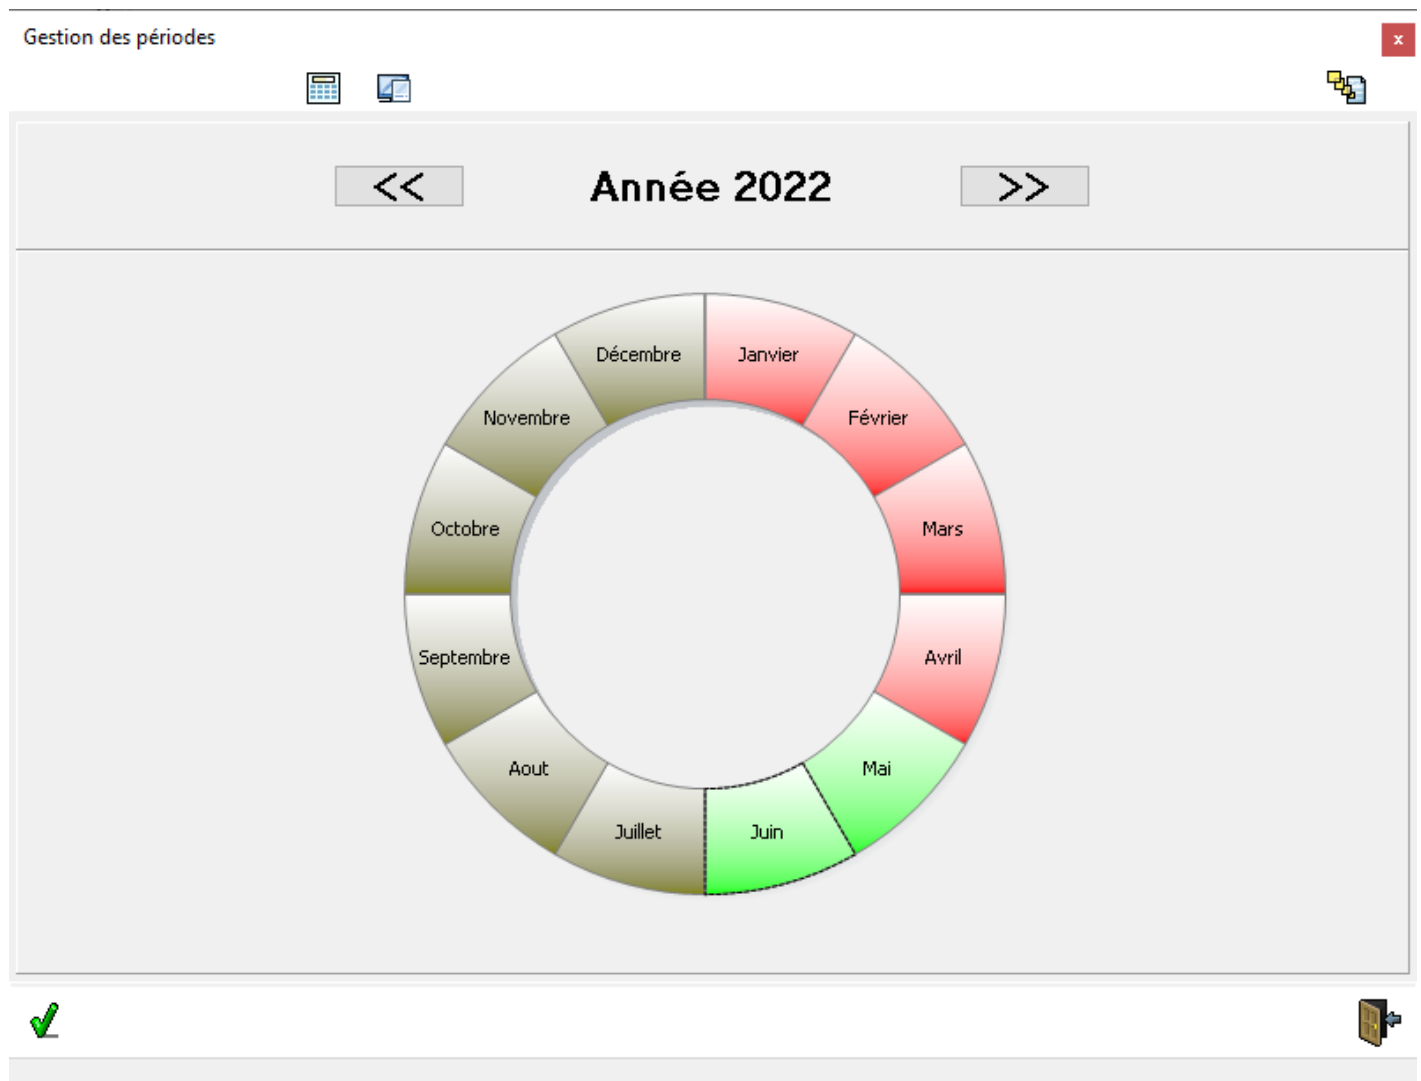 Gestion des périodes
x
<< Année 2022 >>
Décembre
Janvier
Novembre
Février
Octobre
Mars
Septembre
Avril
Aout
Mai
Juillet
Juin